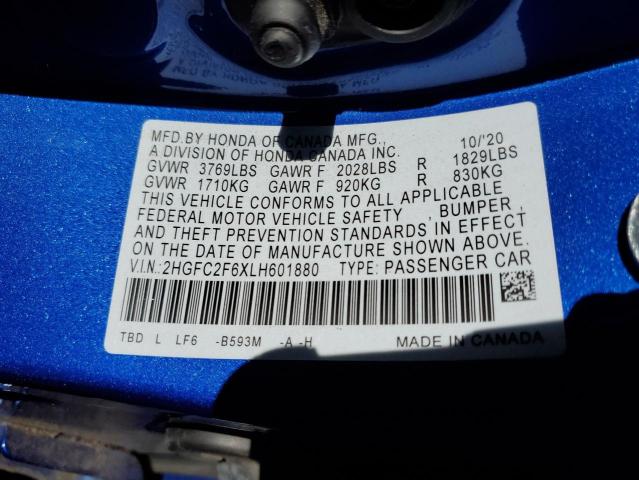 MFD.BY HONDA OF CANADA MFG., 10/'20
A DIVISION OF HONDA CANADA INC.
GVWR 3769LBS GAWR F 2028LBS R 1829LBS
GVWR 1710KG GAWR F 920KG R 830KG
THIS VEHICLE CONFORMS TO ALL APPLICABLE
FEDERAL MOTOR VEHICLE SAFETY , BUMPER ,
AND THEFT PREVENTION STANDARDS IN EFFECT
ON THE DATE OF MANUFACTURE SHOWN ABOVE.
V.I.N.:2HGFC2F6XLH601880 TYPE: PASSENGER CAR
TBD L LF6 -B593M -A -H MADE IN CANADA